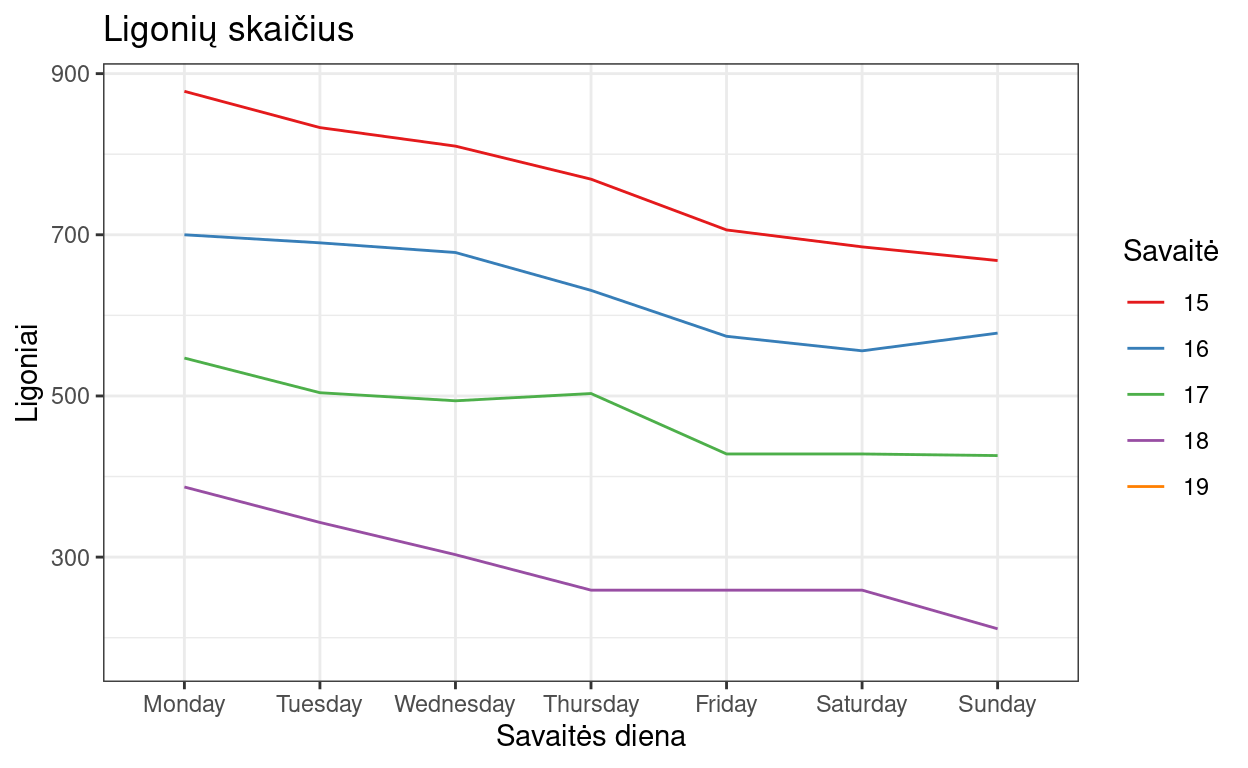 Ligonių skaičius
900
700
500
300
Ligoniai
Monday Tuesday Wednesday Thursday Friday Saturday Sunday
Savaitės diena
Savaitė
15
16
17
18
19